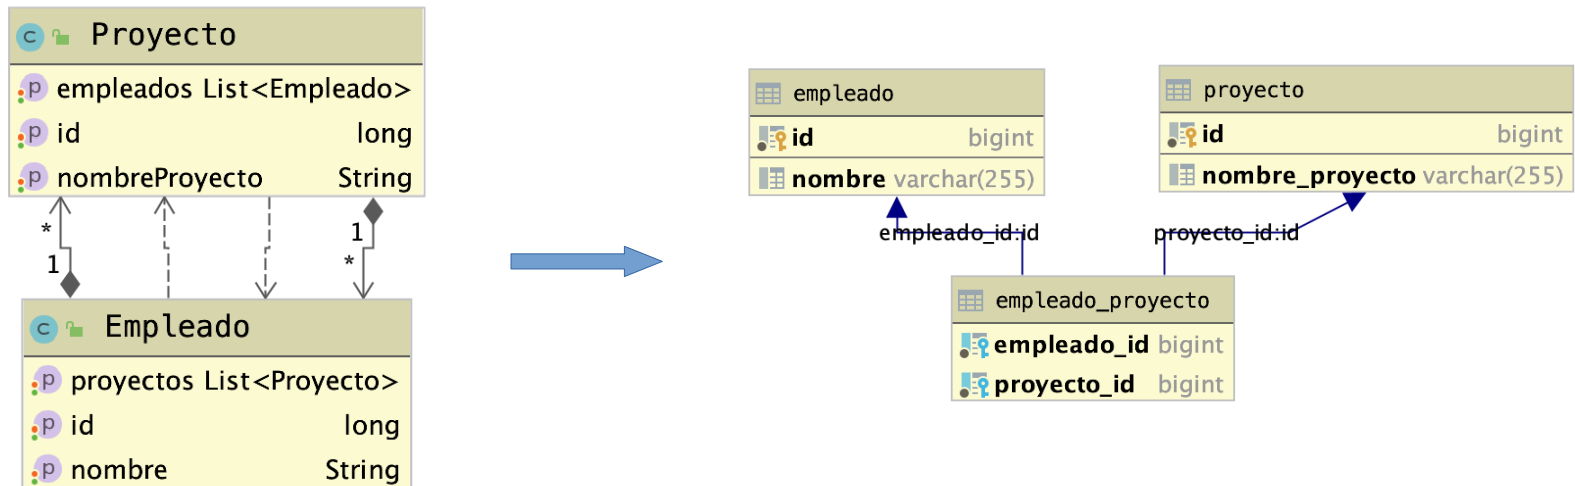 C Proyecto
p empleados List<Empleado>
p id long
p nombreProyecto String
* 1
1 *
C Empleado
p proyectos List<Proyecto>
p id long
p nombre String
empleado
id bigint
nombre varchar(255)
proyecto
id bigint
nombre_proyecto varchar(255)
empleado_id:id
proyecto_id:id
empleado_proyecto
empleado_id bigint
proyecto_id bigint